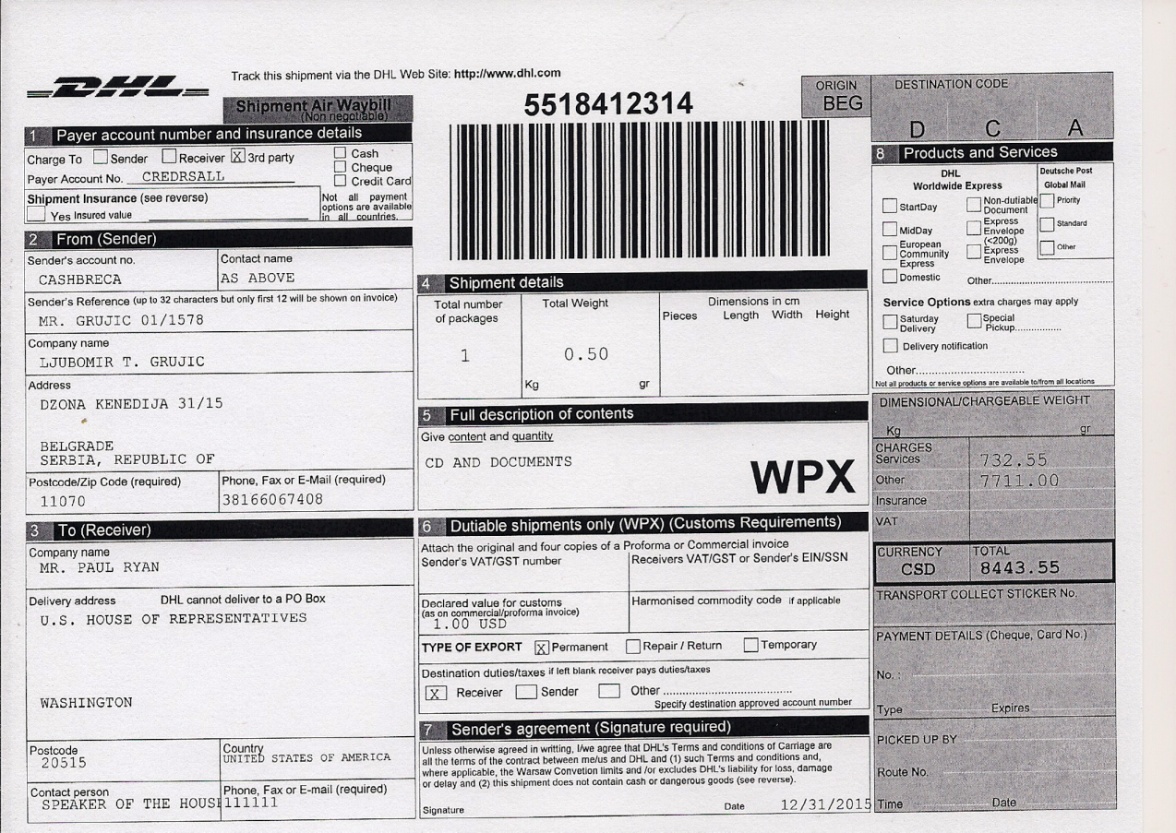 DHL
Track this shipment via the DHL Web Site: http://www.dhl.com
Shipment Air Waybill
(Non negotiable)
5518412314
ORIGIN
BEG
DESTINATION CODE
D C A
1 Payer account number and insurance details
Charge To Sender Receiver X 3rd party
Cash
Cheque
Credit Card
Payer Account No. CREDRSALL
Shipment Insurance (see reverse)
Yes Insured value
Not all payment
options are available
in all countries.
2 From (Sender)
Sender's account no.
CASHBRECA
Contact name
AS ABOVE
Sender's Reference (up to 32 characters but only first 12 will be shown on invoice)
MR. GRUJIC 01/1578
Company name
LJUBOMIR T. GRUJIC
Address
DZONA KENEDIJA 31/15
BELGRADE
SERBIA, REPUBLIC OF
Postcode/Zip Code (required)
11070
Phone, Fax or E-Mail (required)
38166067408
3 To (Receiver)
Company name
MR. PAUL RYAN
Delivery address DHL cannot deliver to a PO Box
U.S. HOUSE OF REPRESENTATIVES
WASHINGTON
Postcode
20515
Country
UNITED STATES OF AMERICA
Contact person
SPEAKER OF THE HOUS
Phone, Fax or E-mail (required)
111111
4 Shipment details
Total number
of packages
1
Total Weight
0.50
Kg gr
Dimensions in cm
Pieces Length Width Height
5 Full description of contents
Give content and quantity
CD AND DOCUMENTS
WPX
6 Dutiable shipments only (WPX) (Customs Requirements)
Attach the original and four copies of a Proforma or Commercial invoice
Sender's VAT/GST number
Receivers VAT/GST or Sender's EIN/SSN
Declared value for customs
(as on commercial/proforma invoice)
1.00 USD
Harmonised commodity code if applicable
TYPE OF EXPORT X Permanent Repair / Return Temporary
Destination duties/taxes if left blank receiver pays duties/taxes
X Receiver Sender Other ....................................
Specify destination approved account number
7 Sender's agreement (Signature required)
Unless otherwise agreed in writting, I/we agree that DHL's Terms and conditions of Carriage are
all the terms of the contract between me/us and DHL and (1) such Terms and conditions and,
where applicable, the Warsaw Convetion limits and /or excludes DHL's liability for loss, damage
or delay and (2) this shipment does not contain cash or dangerous goods (see reverse).
Signature Date 12/31/2015
8 Products and Services
DHL
Worldwide Express
StartDay
MidDay
European
Community
Express
Domestic
Non-dutiable
Document
Express
Envelope
(<200g)
Express
Envelope
Other....................................
Deutsche Post
Global Mail
Priority
Standard
Other
Service Options extra charges may apply
Saturday
Delivery
Special
Pickup..............
Delivery notification
Other............................
Not all products or service options are available to/from all locations
DIMENSIONAL/CHARGEABLE WEIGHT
Kg gr
CHARGES
Services 732.55
Other 7711.00
Insurance
VAT
CURRENCY
CSD
TOTAL
8443.55
TRANSPORT COLLECT STICKER No.
PAYMENT DETAILS (Cheque, Card No.)
No. :
Type Expires
PICKED UP BY
Route No.
Time Date